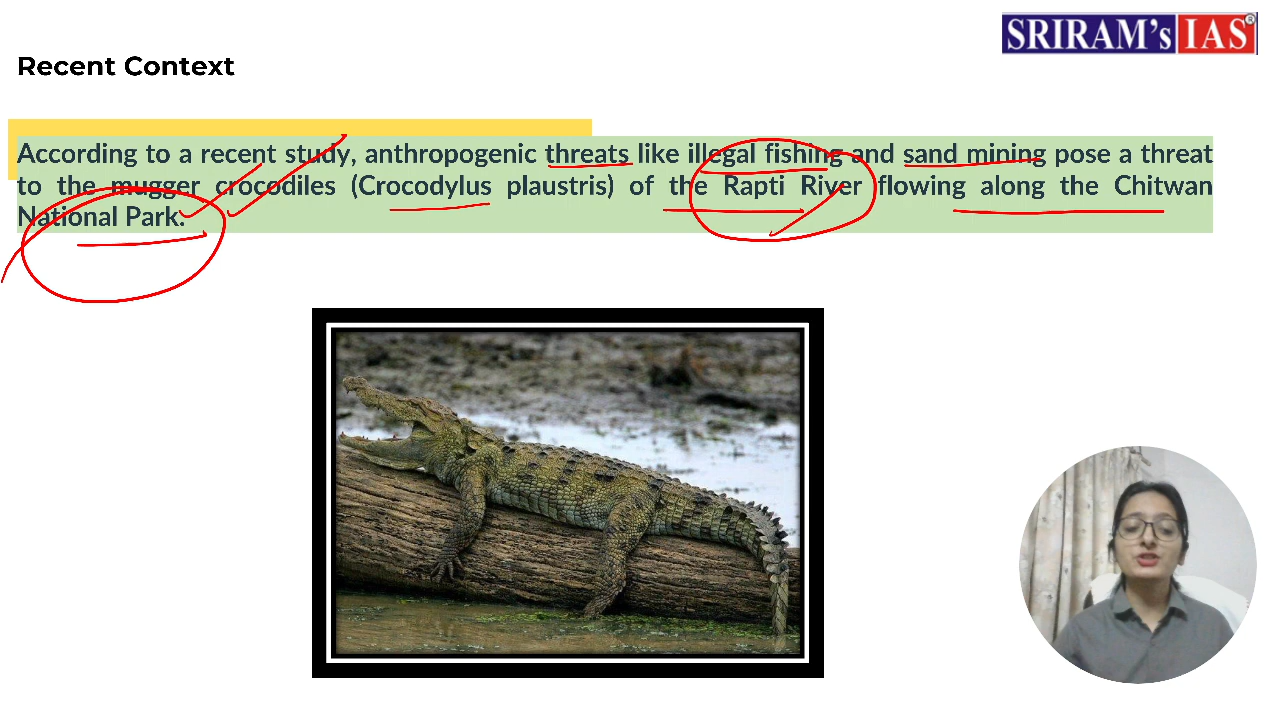 SRIRAM's IAS®
Recent Context
According to a recent study, anthropogenic threats like illegal fishing and sand mining pose a threat
to the mugger crocodiles (Crocodylus plaustris) of the Rapti River flowing along the Chitwan
National Park.